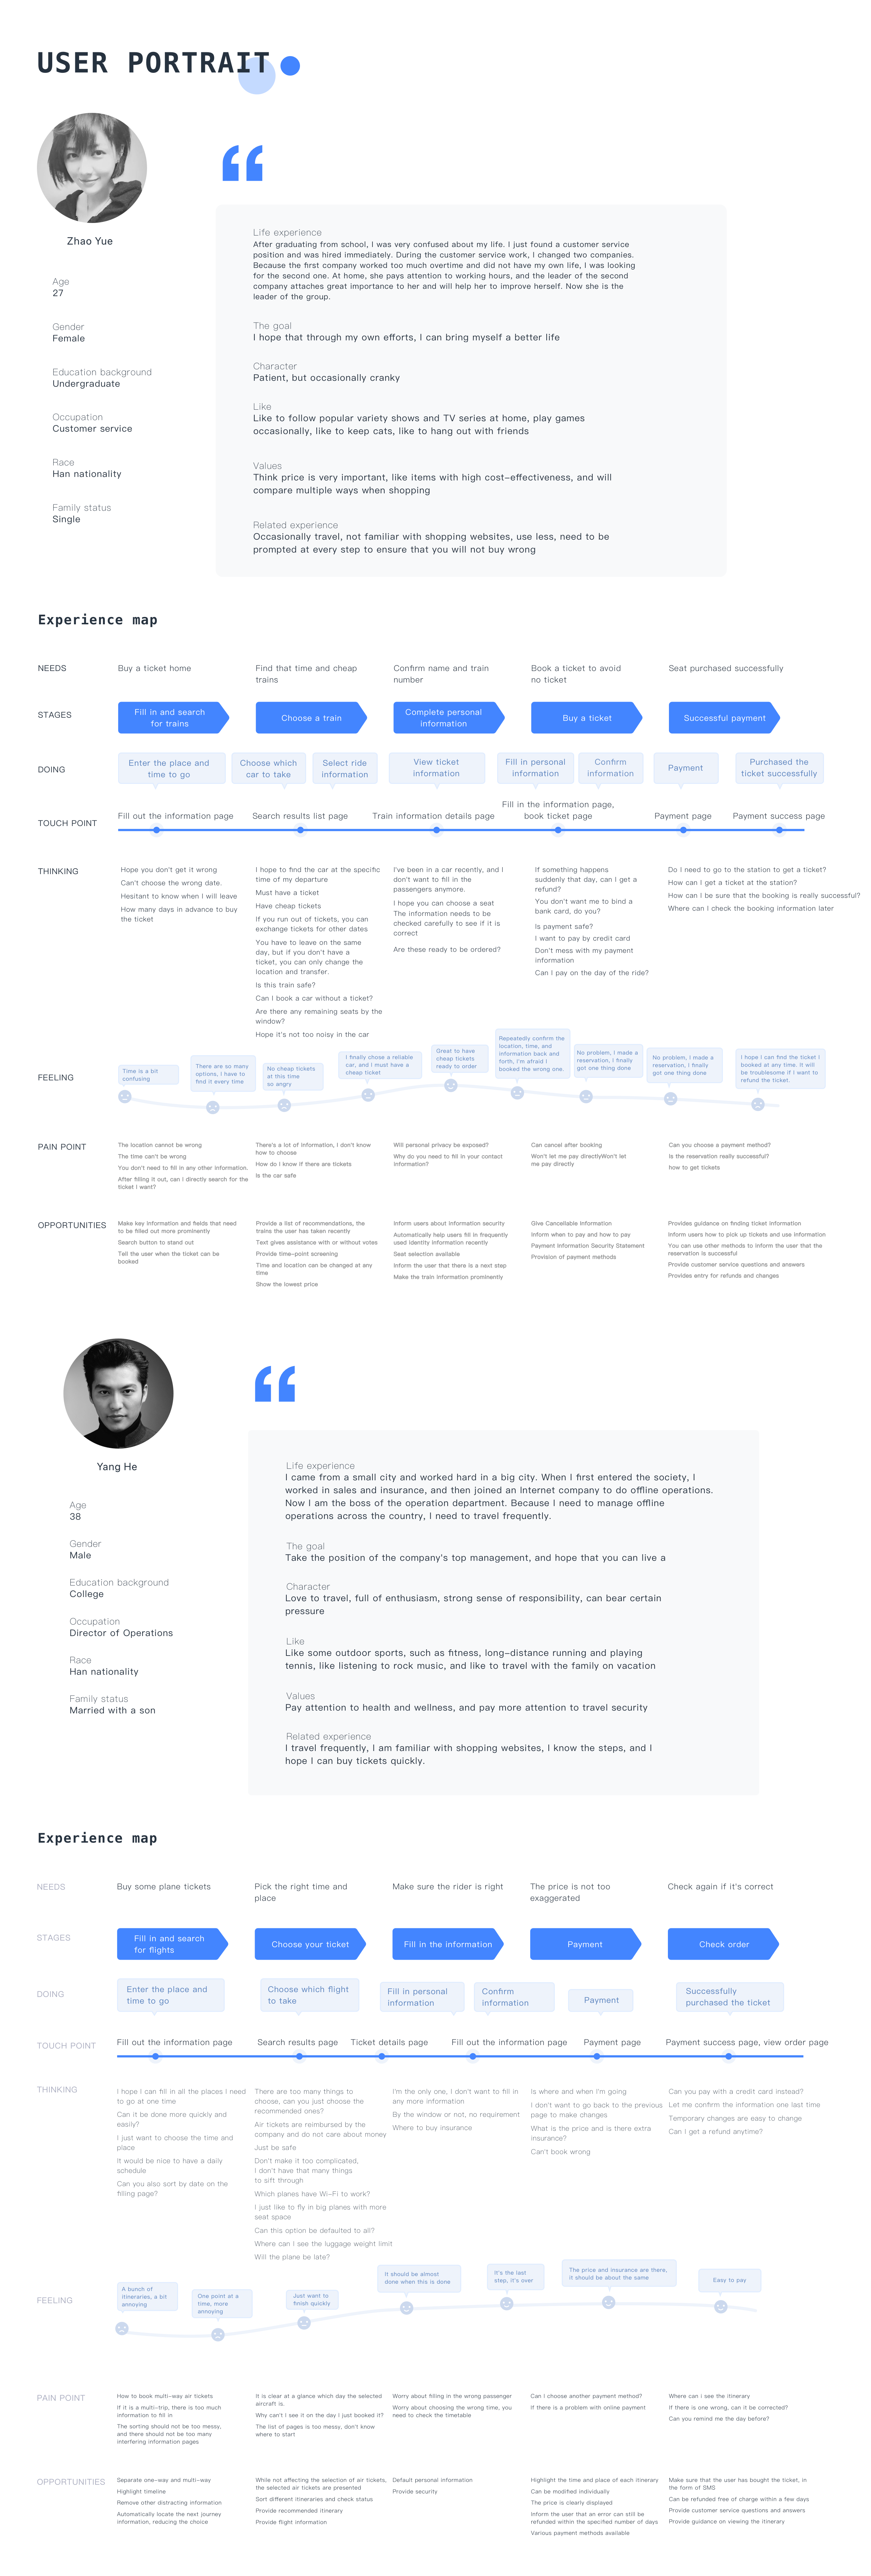 USER PORTRAIT
Zhao Yue
Age
27
Gender
Female
Education background
Undergraduate
Occupation
Customer service
Race
Han nationality
Family status
Single
Life experience
After graduating from school, I was very confused about my life. I just found a customer service
position and was hired immediately. During the customer service work, I changed two companies.
Because the first company worked too much overtime and did not have my own life, I was looking
for the second one. At home, she pays attention to working hours, and the leader of the second
company attaches great importance to her and will help her to improve herself. Now she is the
leader of the group.
The goal
I hope that through my own efforts, I can bring myself a better life
Character
Patient, but occasionally cranky
Like
Like to follow popular variety shows and TV series at home, play games
occasionally, like to keep cats, like to hang out with friends
Values
Think price is very important, like items with high cost-effectiveness, and will
compare multiple ways when shopping
Related experience
Occasionally travel, not familiar with shopping websites, use less, need to be
prompted at every step to ensure that you will not buy wrong
Experience map
NEEDS
Buy a ticket home
Find that time and cheap
trains
Confirm name and train
number
Book a ticket to avoid
no ticket
Seat purchased successfully
STAGES
Fill in and search
for trains
Choose a train
Complete personal
information
Buy a ticket
Successful payment
DOING
Enter the place and
time to go
Choose which
car to take
Select ride
information
View ticket
information
Fill in personal
information
Confirm
information
Payment
Purchased the
ticket successfully
TOUCH POINT
Fill out the information page
Search results list page
Train information details page
Fill in the information page,
book ticket page
Payment page
Payment success page
THINKING
Hope you don't get it wrong
Can't choose the wrong date.
Hesitant to know when I will leave
How many days in advance to buy
the ticket
I hope to find the car at the specific
time of my departure
Must have a ticket
Have cheap tickets
If you run out of tickets, you can
exchange tickets for other dates
You have to leave on the same
day, but if you don't have a
ticket, you can only change the
location and transfer.
Is this train safe?
Can I book a car without a ticket?
Are there any remaining seats by the
window?
Hope it's not too noisy in the car
I've been in a car recently, and I
don't want to fill in the
passengers anymore.
I hope you can choose a seat
The information needs to be
checked carefully to see if it is
correct
Are these ready to be ordered?
If something happens
suddenly that day, can I get a
refund?
You don't want me to bind a
bank card, do you?
Is payment safe?
I want to pay by credit card
Don't mess with my payment
information
Can I pay on the day of the ride?
Do I need to go to the station to get a ticket?
How can I get a ticket at the station?
How can I be sure that the booking is really successful?
Where can I check the booking information later
FEELING
Time is a bit
confusing
There are so many
options, I have to
find it every time
No cheap tickets
at this time
so angry
I finally chose a reliable
car, and I must have a
cheap ticket
Great to have
cheap tickets
ready to order
Repeatedly confirm the
location, time, and
information back and
forth, I'm afraid I
booked the wrong one.
No problem, I made a
reservation, I finally
got one thing done
No problem, I made a
reservation, I finally
got one thing done
I hope I can find the ticket I
booked at any time. It will
be troublesome if I want to
refund the ticket.
PAIN POINT
The location cannot be wrong
The time can't be wrong
You don't need to fill in any other information.
After filling it out, can I directly search for the
ticket I want?
There's a lot of information, I don't know
how to choose
How do I know if there are tickets
Is the car safe
Will personal privacy be exposed?
Why do you need to fill in your contact
information?
Can cancel after booking
Won't let me pay directlyWon't let
me pay directly
Can you choose a payment method?
Is the reservation really successful?
how to get tickets
OPPORTUNITIES
Make key information and fields that need
to be filled out more prominently
Search button to stand out
Tell the user when the ticket can be
booked
Provide a list of recommendations, the
trains the user has taken recently
Text gives assistance with or without votes
Provide time-point screening
Time and location can be changed at any
time
Show the lowest price
Inform users about information security
Automatically help users fill in frequently
used identity information recently
Seat selection available
Inform the user that there is a next step
Make the train information prominently
Give Cancellable Information
Inform when to pay and how to pay
Payment Information Security Statement
Provision of payment methods
Provides guidance on finding ticket information
Inform users how to pick up tickets and use information
You can use other methods to inform the user that the
reservation is successful
Provide customer service questions and answers
Provides entry for refunds and changes
Yang He
Age
38
Gender
Male
Education background
College
Occupation
Director of Operations
Race
Han nationality
Family status
Married with a son
Life experience
I came from a small city and worked hard in a big city. When I first entered the society, I
worked in sales and insurance, and then joined an Internet company to do offline operations.
Now I am the boss of the operation department. Because I need to manage offline
operations across the country, I need to travel frequently.
The goal
Take the position of the company's top management, and hope that you can live a
Character
Love to travel, full of enthusiasm, strong sense of responsibility, can bear certain
pressure
Like
Like some outdoor sports, such as fitness, long-distance running and playing
tennis, like listening to rock music, and like to travel with the family on vacation
Values
Pay attention to health and wellness, and pay more attention to travel security
Related experience
I travel frequently, I am familiar with shopping websites, I know the steps, and I
hope I can buy tickets quickly.
Experience map
NEEDS
Buy some plane tickets
Pick the right time and
place
Make sure the rider is right
The price is not too
exaggerated
Check again if it's correct
STAGES
Fill in and search
for flights
Choose your ticket
Fill in the information
Payment
Check order
DOING
Enter the place and
time to go
Choose which flight
to take
Fill in personal
information
Confirm
information
Payment
Successfully
purchased the ticket
TOUCH POINT
Fill out the information page
Search results page
Ticket details page
Fill out the information page
Payment page
Payment success page, view order page
THINKING
I hope I can fill in all the places I need
to go at one time
Can it be done more quickly and
easily?
I just want to choose the time and
place
It would be nice to have a daily
schedule
Can you also sort by date on the
filling page?
There are too many things to
choose, can you just choose the
recommended ones?
Air tickets are reimbursed by the
company and do not care about money
Just be safe
Don't make it too complicated,
I don't have that many things
to sift through
Which planes have Wi-Fi to work?
I just like to fly in big planes with more
seat space
Can this option be defaulted to all?
Where can I see the luggage weight limit
Will the plane be late?
I'm the only one, I don't want to fill in
any more information
By the window or not, no requirement
Where to buy insurance
Is where and when I'm going
I don't want to go back to the previous
page to make changes
What is the price and is there extra
insurance?
Can't book wrong
Can you pay with a credit card instead?
Let me confirm the information one last time
Temporary changes are easy to change
Can I get a refund anytime?
FEELING
A bunch of
itineraries, a bit
annoying
One point at a
time, more
annoying
Just want to
finish quickly
It should be almost
done when this is done
It's the last
step, it's over
The price and insurance are there,
it should be about the same
Easy to pay
PAIN POINT
How to book multi-way air tickets
If it is a multi-trip, there is too much
information to fill in
The sorting should not be too messy,
and there should not be too many
interfering information pages
It is clear at a glance which day the selected
aircraft is.
Why can't I see it on the day I just booked it?
The list of pages is too messy, don't know
where to start
Worry about filling in the wrong passenger
Worry about choosing the wrong time, you
need to check the timetable
Can I choose another payment method?
If there is a problem with online payment
Where can i see the itinerary
If there is one wrong, can it be corrected?
Can you remind me the day before?
OPPORTUNITIES
Separate one-way and multi-way
Highlight timeline
Remove other distracting information
Automatically locate the next journey
information, reducing the choice
While not affecting the selection of air tickets,
the selected air tickets are presented
Sort different itineraries and check status
Provide recommended itinerary
Provide flight information
Default personal information
Provide security
Highlight the time and place of each itinerary
Can be modified individually
The price is clearly displayed
Inform the user that an error can still be
refunded within the specified number of days
Various payment methods available
Make sure that the user has bought the ticket, in
the form of SMS
Can be refunded free of charge within a few days
Provide customer service questions and answers
Provide guidance on viewing the itinerary